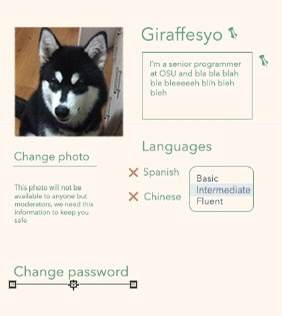 Giraffesyo
I'm a senior programmer
at OSU and bla bla blah
ble bleeeeeh blih bleih
bleh
Change photo
This photo will not be
available to anyone but
moderators, we need this
information to keep you
safe
Languages
Spanish
Chinese
Basic
Intermediate
Fluent
Change password